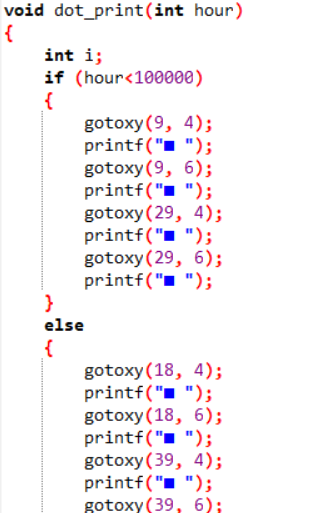 void dot_print(int hour)
{
    int i;
    if (hour<100000)
    {
        gotoxy(9, 4);
        printf("■ ");
        gotoxy(9, 6);
        printf("■ ");
        gotoxy(29, 4);
        printf("■ ");
        gotoxy(29, 6);
        printf("■ ");
    }
    else
    {
        gotoxy(18, 4);
        printf("■ ");
        gotoxy(18, 6);
        printf("■ ");
        gotoxy(39, 4);
        printf("■ ");
        gotoxy(39, 6);